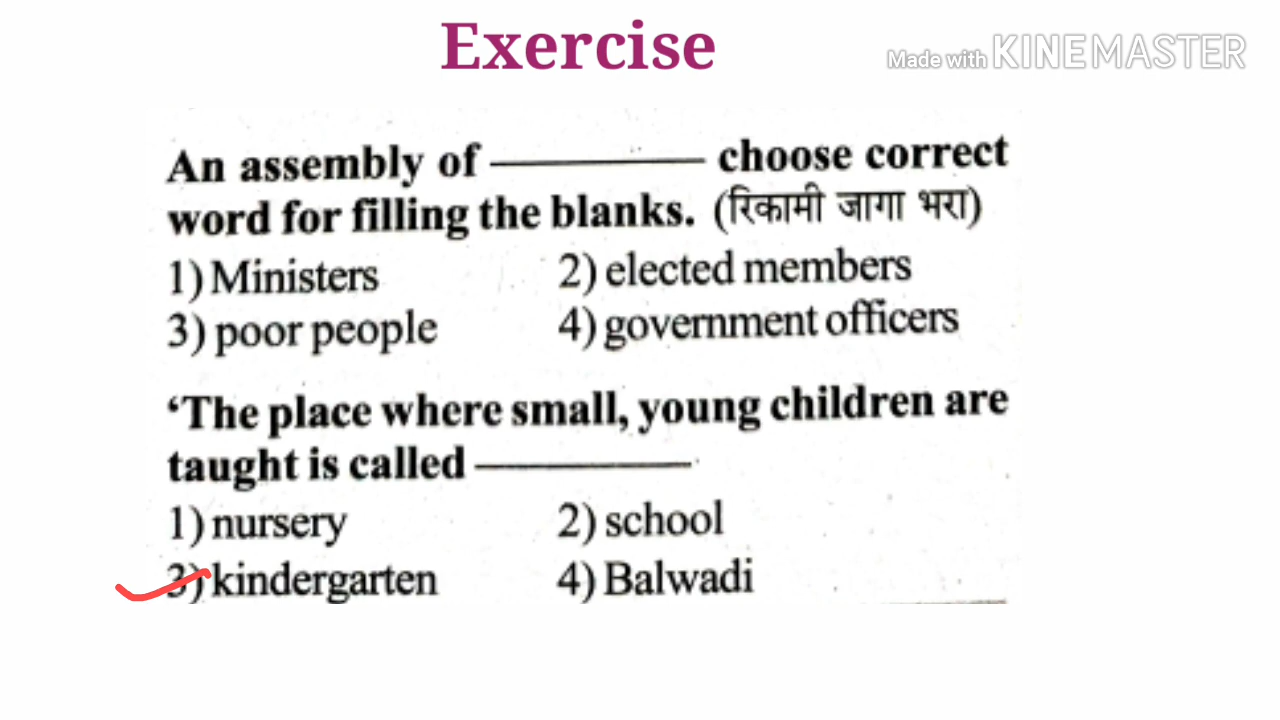 Exercise
Made with KINEMASTER
An assembly of ———— choose correct
word for filling the blanks. (रिकामी जागा भरा)
1) Ministers 2) elected members
3) poor people 4) government officers
‘The place where small, young children are
taught is called ————.
1) nursery 2) school
3) kindergarten 4) Balwadi